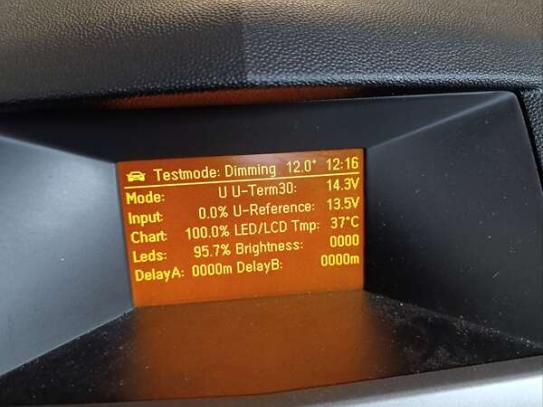 Testmode: Dimming 12.0° 12:16
Mode: U U-Term30: 14.3V
Input: 0.0% U-Reference: 13.5V
Chart: 100.0% LED/LCD Tmp: 37°C
Leds: 95.7% Brightness: 0000
DelayA: 0000m DelayB: 0000m